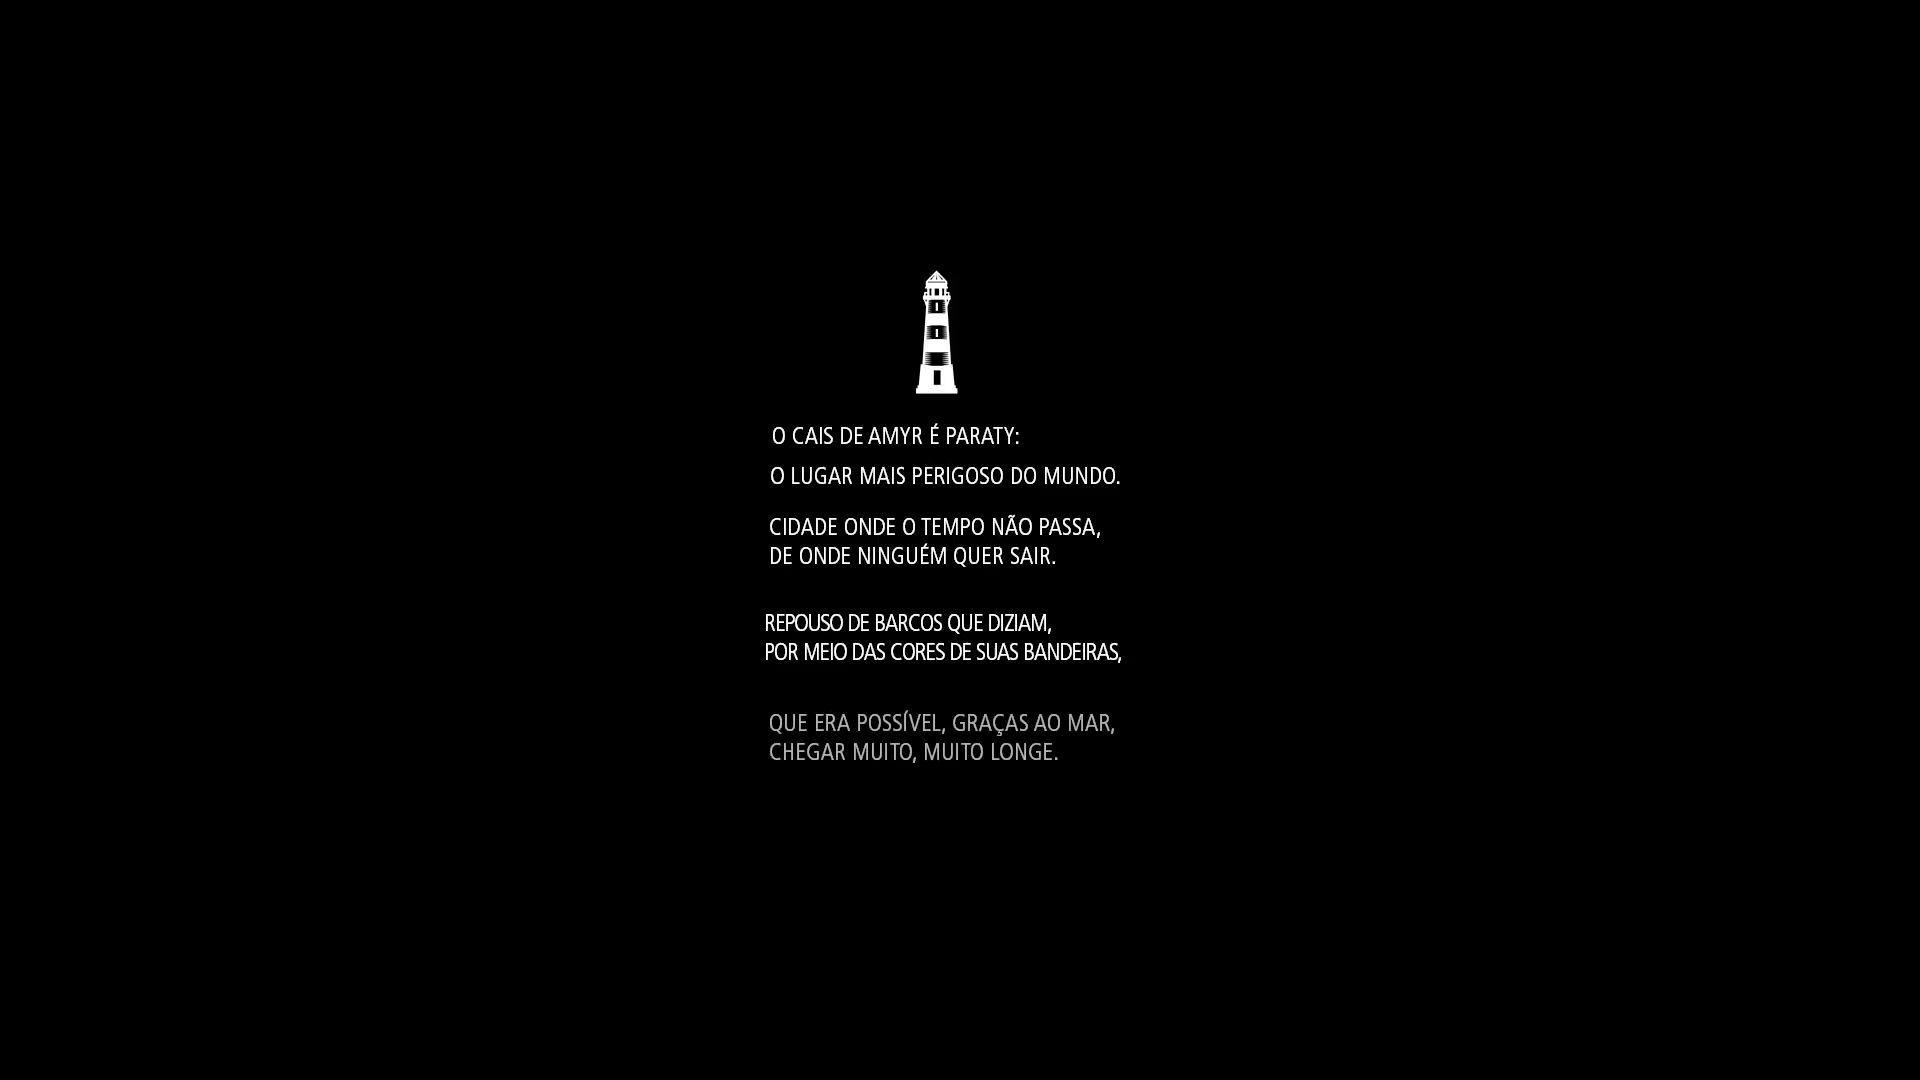 O CAIS DE AMYR É PARATY:
O LUGAR MAIS PERIGOSO DO MUNDO.
CIDADE ONDE O TEMPO NÃO PASSA,
DE ONDE NINGUÉM QUER SAIR.
REPOUSO DE BARCOS QUE DIZIAM,
POR MEIO DAS CORES DE SUAS BANDEIRAS,
QUE ERA POSSÍVEL, GRAÇAS AO MAR,
CHEGAR MUITO, MUITO LONGE.